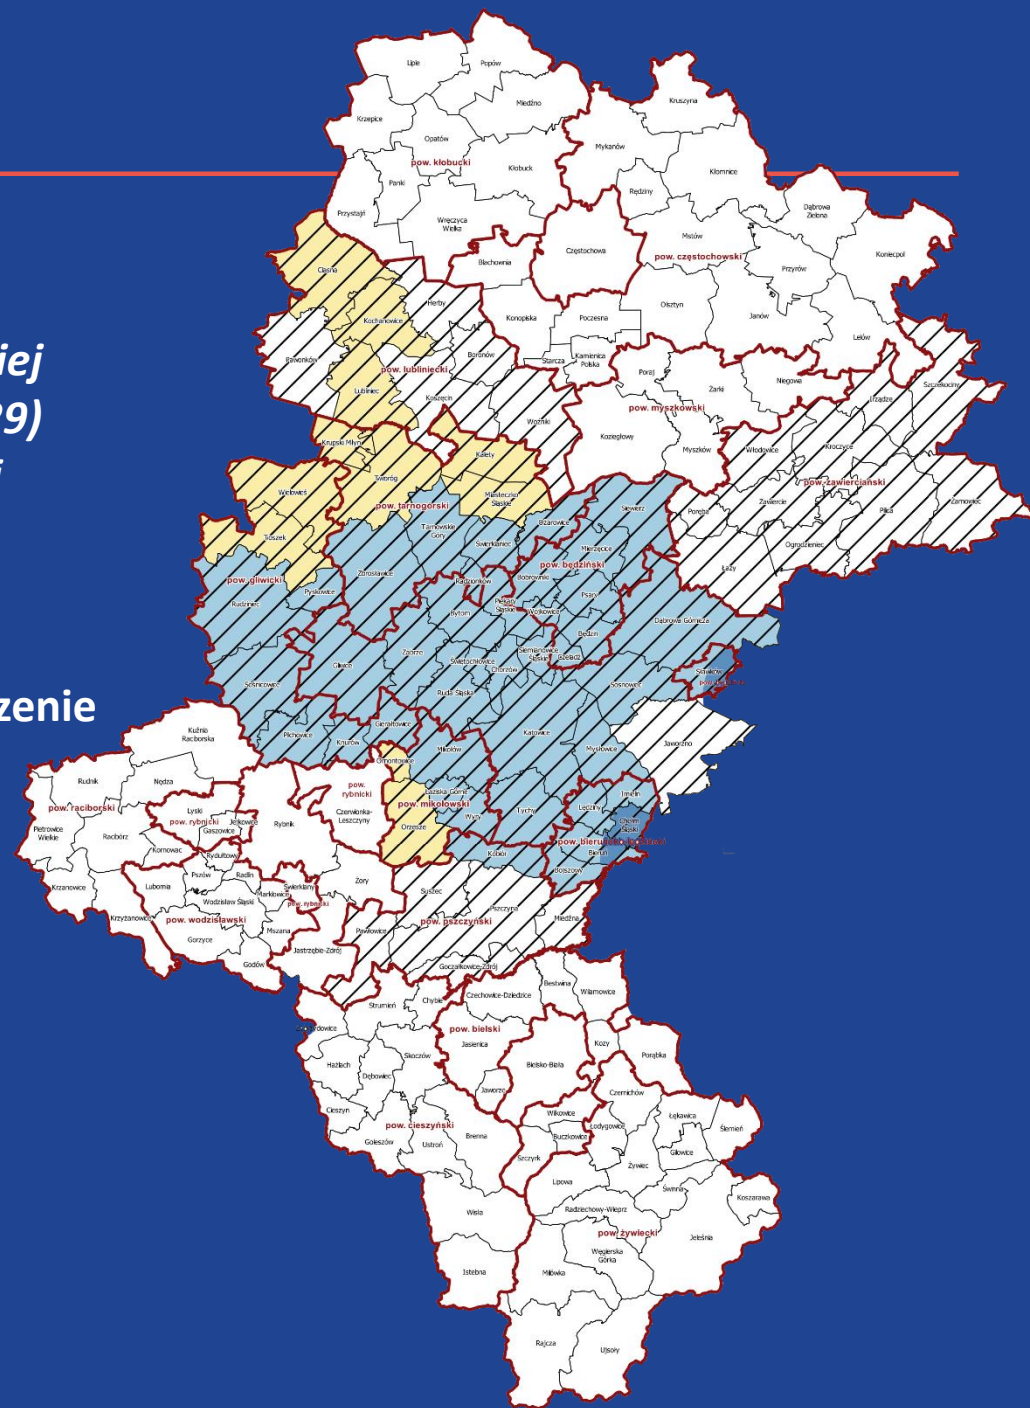 iej
39)
i
zenie
Lipie
Popów
Miedźno
Krzepice
Opatów
pow. kłobucki
Kłobuck
Panki
Przystajń
Wręczyca
Wielka
Kruszyna
Mykanów
Kłomnice
Rędziny
Dąbrowa
Zielona
Mstów
Koniecpol
Częstochowa
pow. częstochowski
Przyrów
Blachownia
Olsztyn
Janów
Lelów
Konopiska
Poczesna
Starcza
Kamienica
Polska
Ciasna
Herby
Kochanowice
Boronów
Pawonków
pow. lubliniecki
Lubliniec
Koszęcin
Woźniki
Poraj
Żarki
Niegowa
pow. myszkowski
Koziegłowy
Myszków
Szczekociny
Irządze
Kroczyce
Włodowice
pow. zawierciański
Żarnowiec
Pilica
Zawiercie
Poręba
Ogrodzieniec
Łazy
Krupski Młyn
Tworóg
Kalety
Miasteczko
Śląskie
pow. tarnogórski
Wielowieś
Toszek
Tarnowskie
Góry
Świerklaniec
Zbrosławice
Radzionków
Ożarowice
Siewierz
Mierzęcice
pow. będziński
Bobrowniki
Psary
Wojkowice
Będzin
Czeladź
Dąbrowa Górnicza
Sławków
pow. gliwicki
Pyskowice
Rudziniec
Bytom
Piekary
Śląskie
Gliwice
Zabrze
Świętochłowice
Chorzów
Siemianowice
Śląskie
Ruda Śląska
Sosnowiec
Katowice
Mysłowice
Jaworzno
Sośnicowice
Pilchowice
Knurów
Gierałtowice
Ornontowice
Mikołów
Łaziska Górne
pow. mikołowski
Orzesze
Wyry
Tychy
Lędziny
Imielin
Chełm
Śląski
Bieruń
Bojszowy
Kobiór
Kuźnia
Raciborska
Rudnik
Nędza
pow. raciborski
Pietrowice
Wielkie
Racibórz
Kornowac
Krzanowice
Krzyżanowice
Lyski
pow. rybnicki
Gaszowice
Jejkowice
Rybnik
pow.
rybnicki
Czerwionka-
Leszczyny
Rydułtowy
Pszów
Radlin
Lubomia
Wodzisław Śląski
Marklowice
Świerklany
pow. rybnicki
pow. wodzisławski
Mszana
Gorzyce
Godów
Żory
Jastrzębie-Zdrój
Suszec
Pszczyna
pow. pszczyński
Miedźna
Pawłowice
Goczałkowice-Zdrój
Strumień
Chybie
Czechowice-Dziedzice
Bestwina
Wilamowice
pow. bielski
Jasienica
Bielsko-Biała
Kozy
Porąbka
Jaworze
Hażlach
Skoczów
Dębowiec
Cieszyn
pow. cieszyński
Goleszów
Ustroń
Brenna
Wisła
Istebna
Wilkowice
Buczkowice
Szczyrk
Czernichów
Łodygowice
Łękawica
Ślemień
Gilowice
Żywiec
Lipowa
Świnna
Koszarawa
Radziechowy-Wieprz
pow. żywiecki
Jeleśnia
Węgierska
Górka
Milówka
Rajcza
Ujsoły